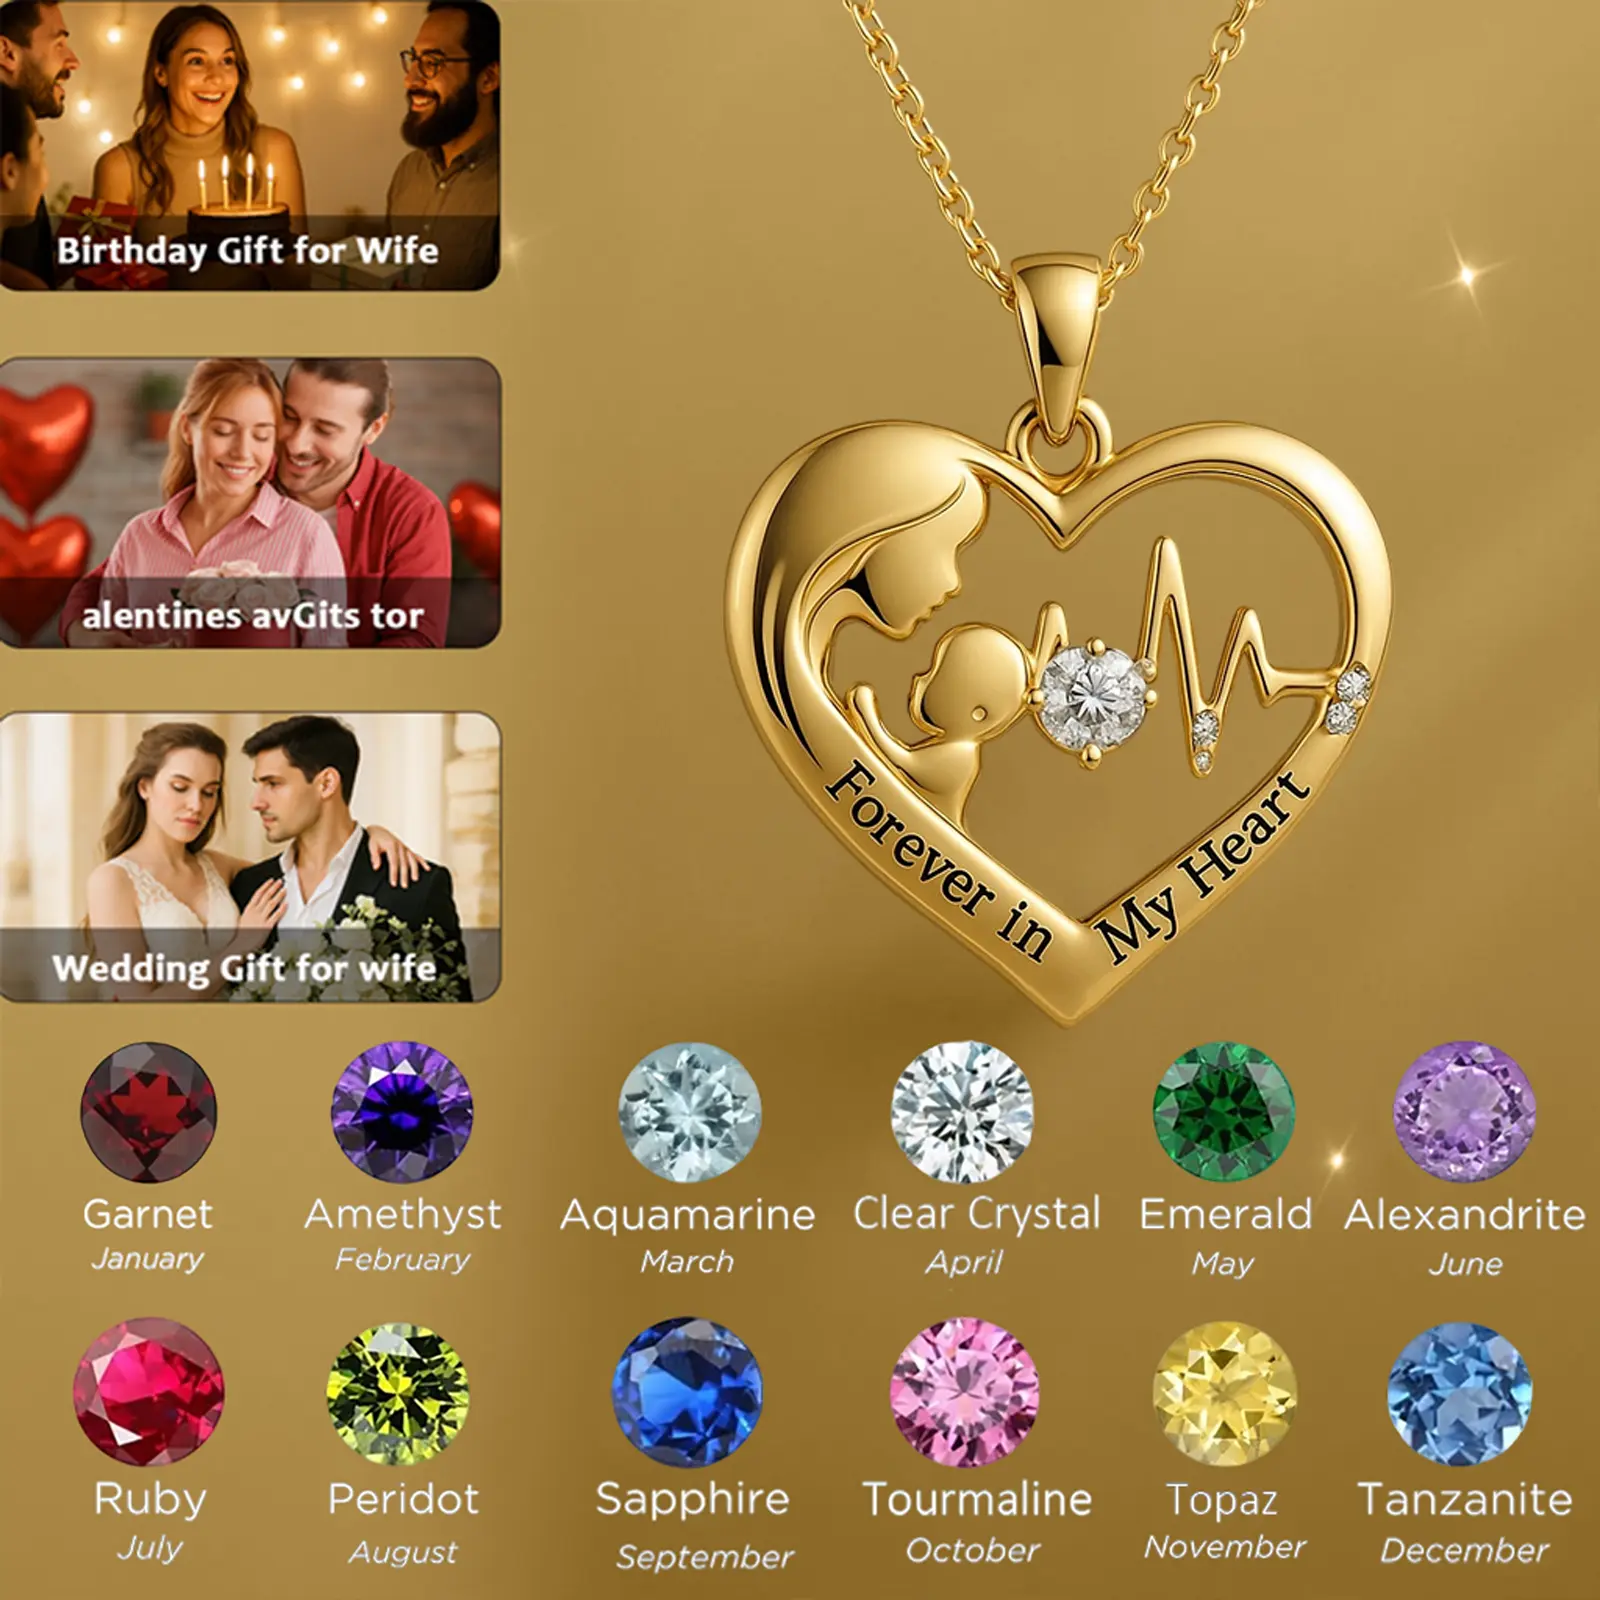 Birthday Gift for Wife
alentines avGits tor
Wedding Gift for wife
Forever in My Heart
Garnet
January
Amethyst
February
Aquamarine
March
Clear Crystal
April
Emerald
May
Alexandrite
June
Ruby
July
Peridot
August
Sapphire
September
Tourmaline
October
Topaz
November
Tanzanite
December